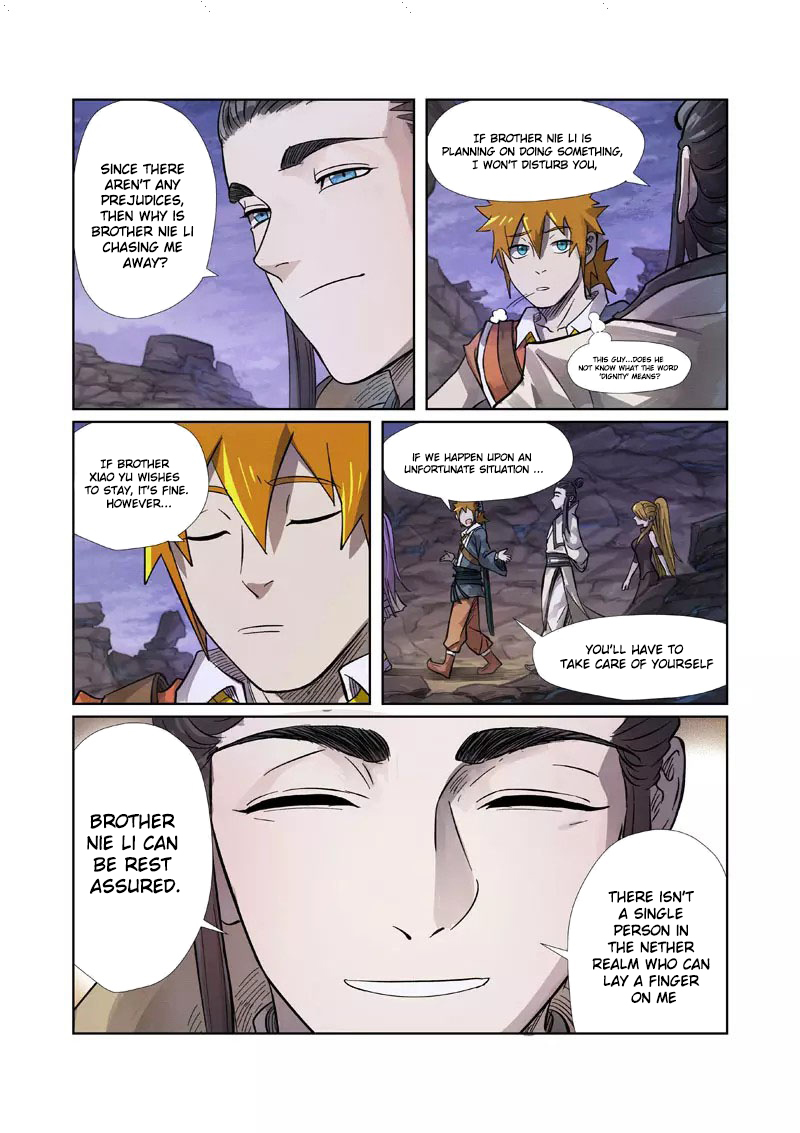 SINCE THERE
AREN'T ANY
PREJUDICES,
THEN WHY IS
BROTHER NIE LI
CHASING ME
AWAY?
IF BROTHER NIE LI IS
PLANNING ON DOING SOMETHING,
I WON'T DISTURB YOU,
THIS GUY...DOES HE
NOT KNOW WHAT THE WORD
'DIGNITY' MEANS?
IF BROTHER
XIAO YU WISHES
TO STAY, IT'S FINE.
HOWEVER...
IF WE HAPPEN UPON AN
UNFORTUNATE SITUATION ...
YOU'LL HAVE TO
TAKE CARE OF YOURSELF
BROTHER
NIE LI CAN
BE REST
ASSURED.
THERE ISN'T
A SINGLE
PERSON IN
THE NETHER
REALM WHO CAN
LAY A FINGER
ON ME